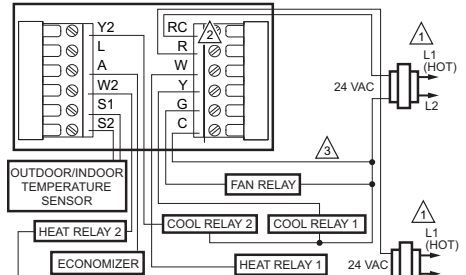 Y2
L
A
W2
S1
S2
RC
R
W
Y
G
C
2
1
L1
(HOT)
24 VAC
L2
3
OUTDOOR/INDOOR
TEMPERATURE
SENSOR
FAN RELAY
HEAT RELAY 2
COOL RELAY 2
COOL RELAY 1
1
L1
(HOT)
ECONOMIZER
HEAT RELAY 1
24 VAC